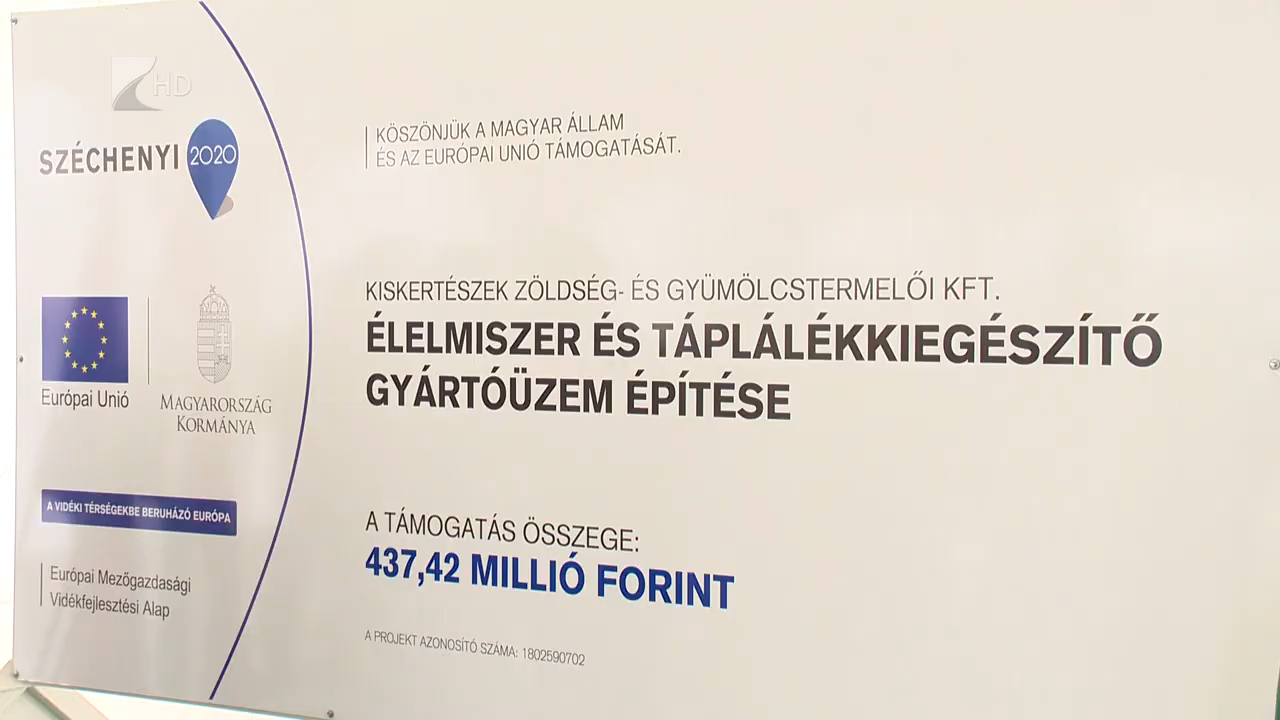 HD
SZÉCHENYI 2020
Európai Unió
MAGYARORSZÁG
KORMÁNYA
A VIDÉKI TÉRSÉGEKBE BERUHÁZÓ EURÓPA
Európai Mezőgazdasági
Vidékfejlesztési Alap
KÖSZÖNJÜK A MAGYAR ÁLLAM
ÉS AZ EURÓPAI UNIÓ TÁMOGATÁSÁT.
KISKERTÉSZEK ZÖLDSÉG- ÉS GYÜMÖLCSTERMELŐI KFT.
ÉLELMISZER ÉS TÁPLÁLÉKKIEGÉSZÍTŐ
GYÁRTÓÜZEM ÉPÍTÉSE
A TÁMOGATÁS ÖSSZEGE:
437,42 MILLIÓ FORINT
A PROJEKT AZONOSÍTÓ SZÁMA: 1802590702